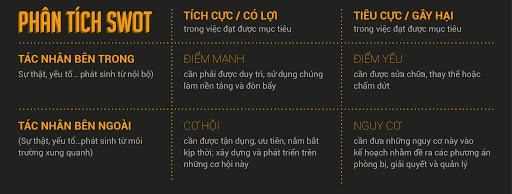 PHÂN TÍCH SWOT
TÍCH CỰC / CÓ LỢI
trong việc đạt được mục tiêu
TIÊU CỰC / GÂY HẠI
trong việc đạt được mục tiêu
TÁC NHÂN BÊN TRONG
Sự thật, yếu tố... phát sinh từ nội bộ)
ĐIỂM MẠNH
cần phải được duy trì, sử dụng chúng
làm nền tảng và đòn bẩy
ĐIỂM YẾU
cần được sửa chữa, thay thế hoặc
chấm dứt
TÁC NHÂN BÊN NGOÀI
(Sự thật, yếu tố...phát sinh từ môi
trường xung quanh)
CƠ HỘI
cần được tận dụng, ưu tiên, nắm bắt
kịp thời; xây dựng và phát triển trên
những cơ hội này
NGUY CƠ
cần đưa những nguy cơ này vào
kế hoạch nhằm đề ra các phương án
phòng bị, giải quyết và quản lý